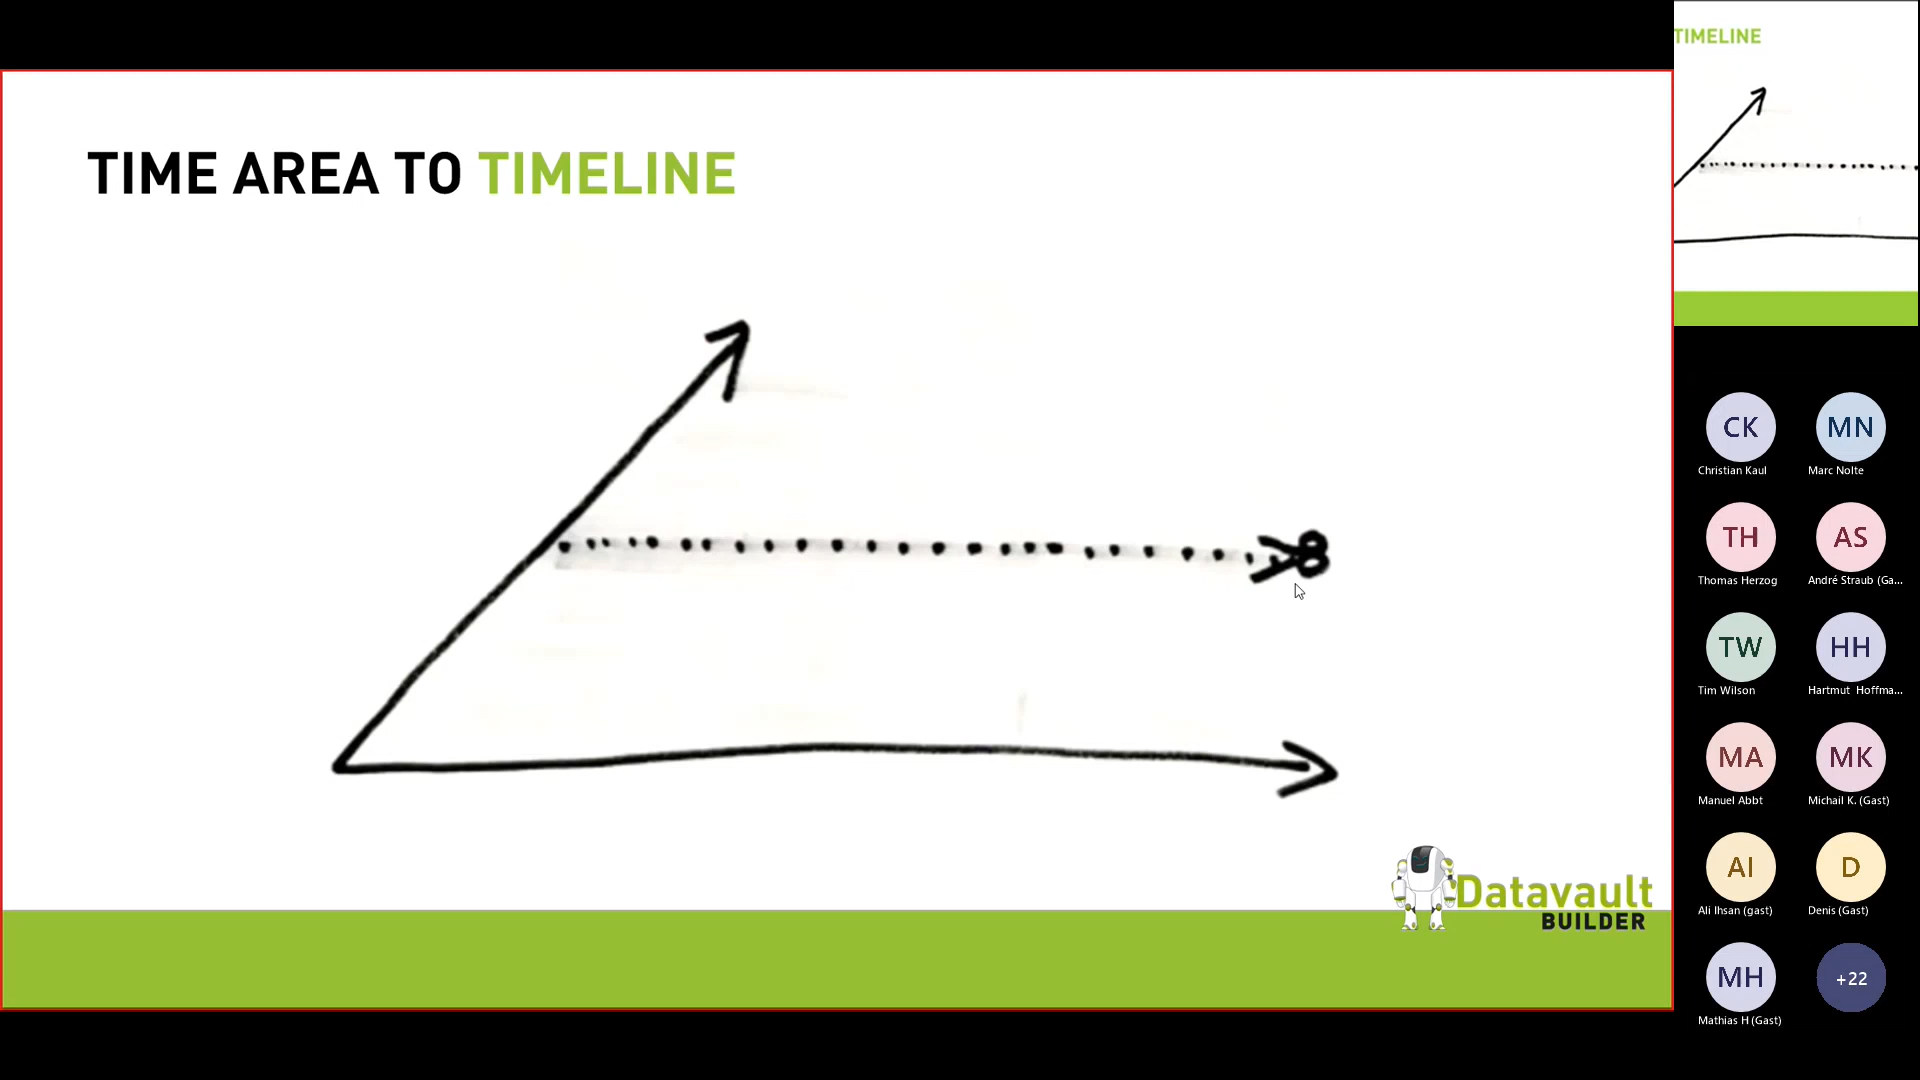 TIME AREA TO TIMELINE
8
Datavault
BUILDER
TIMELINE
CK
MN
Christian Kaul
Marc Nolte
TH
AS
Thomas Herzog
André Straub (Ga...
TW
HH
Tim Wilson
Hartmut Hoffma...
MA
MK
Manuel Abbt
Michail K. (Gast)
AI
D
Ali Ihsan (gast)
Denis (Gast)
MH
+22
Mathias H (Gast)